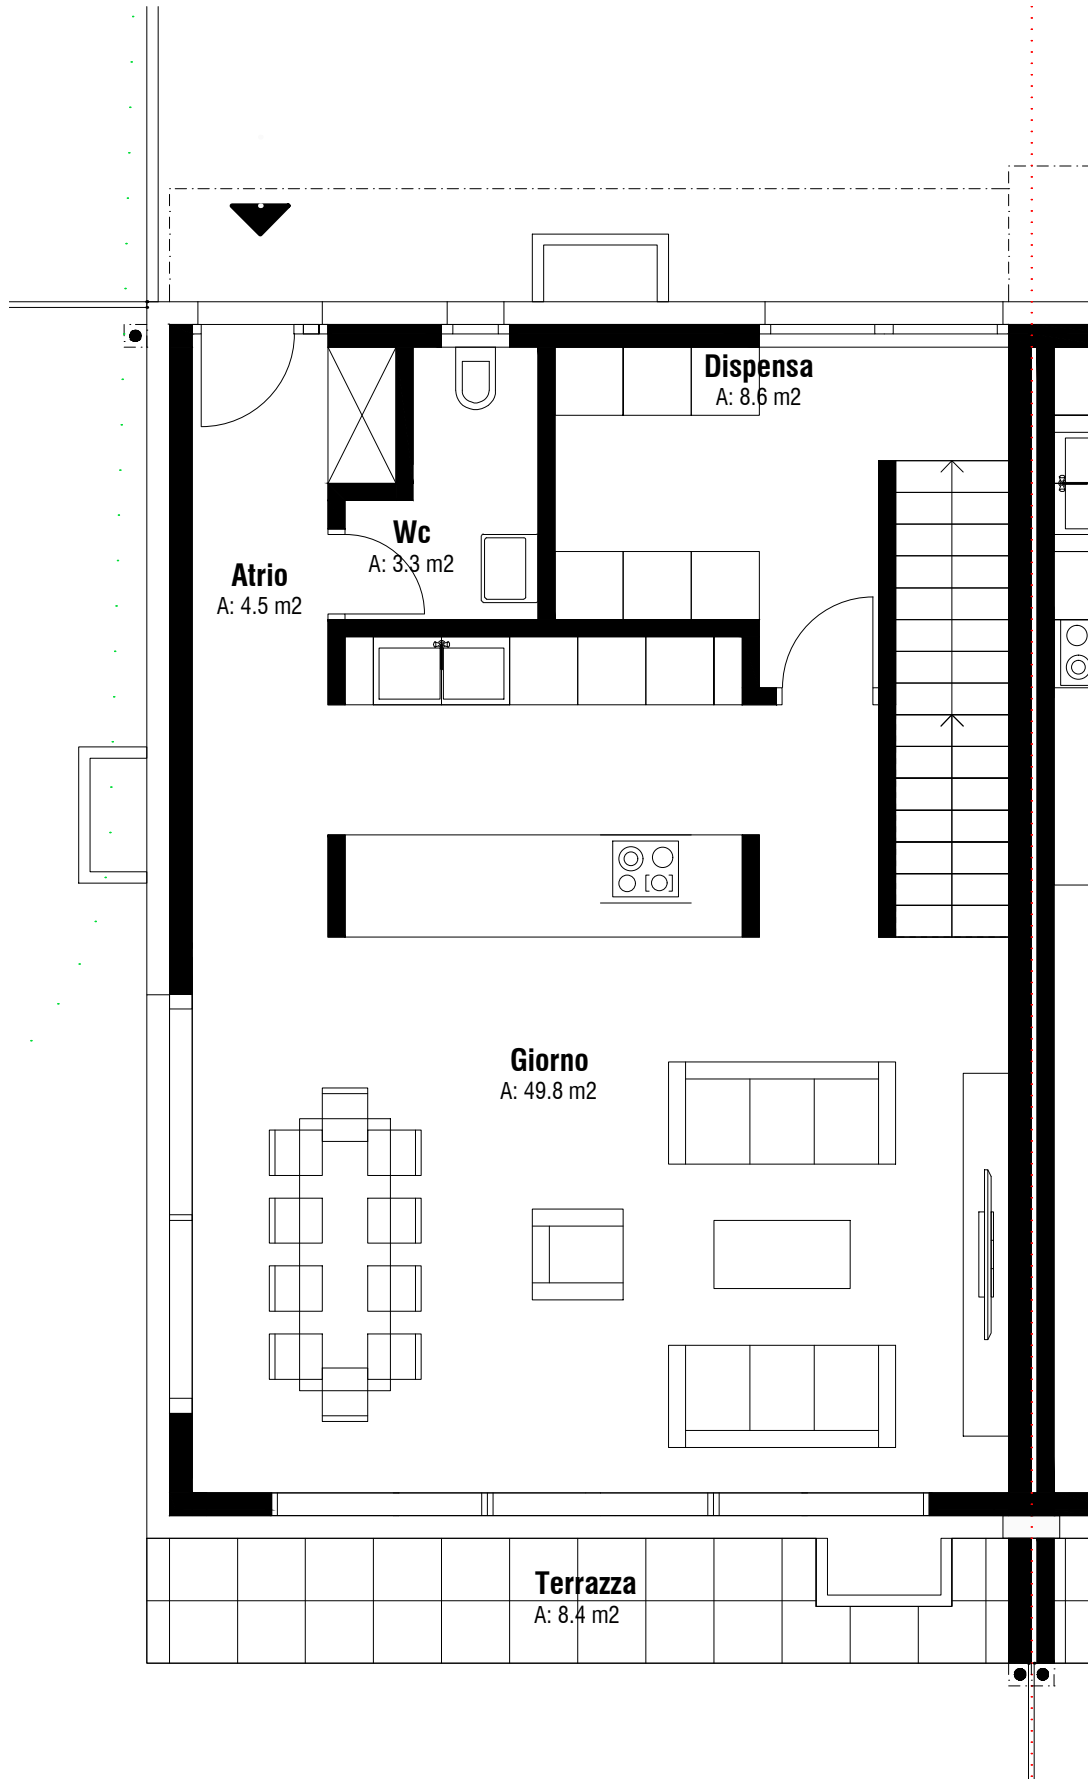 Dispensa
A: 8.6 m2
Wc
A: 3.3 m2
Atrio
A: 4.5 m2
Giorno
A: 49.8 m2
Terrazza
A: 8.4 m2